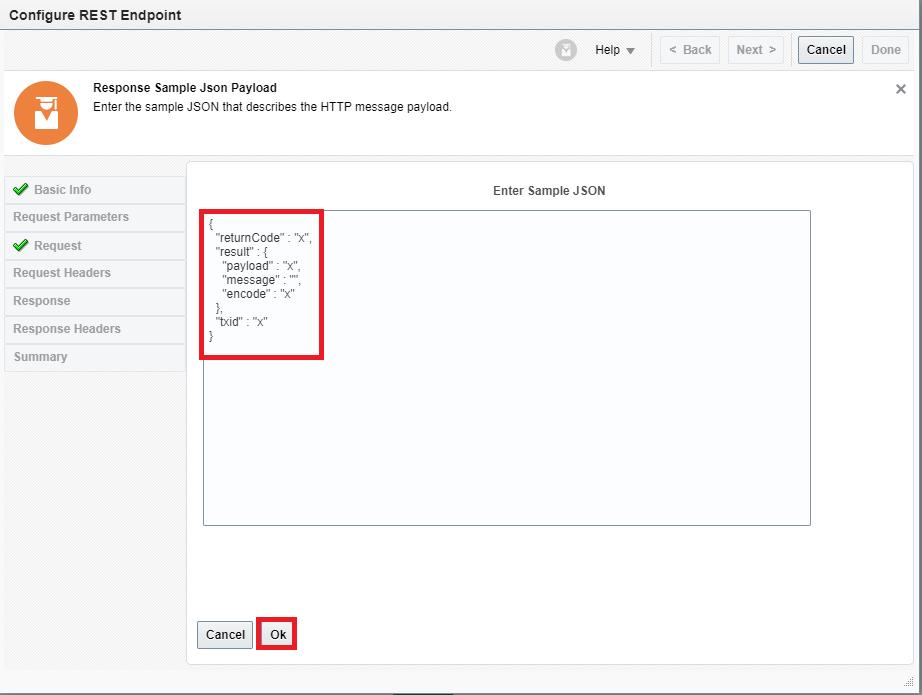 Configure REST Endpoint
Help
< Back
Next >
Cancel
Done
Response Sample Json Payload
Enter the sample JSON that describes the HTTP message payload.
Basic Info
Request Parameters
Request
Request Headers
Response
Response Headers
Summary
Enter Sample JSON
{
"returnCode" : "x",
"result" : {
"payload" : "x",
"message" : "",
"encode" : "x"
},
"txid" : "x"
}
Cancel
Ok